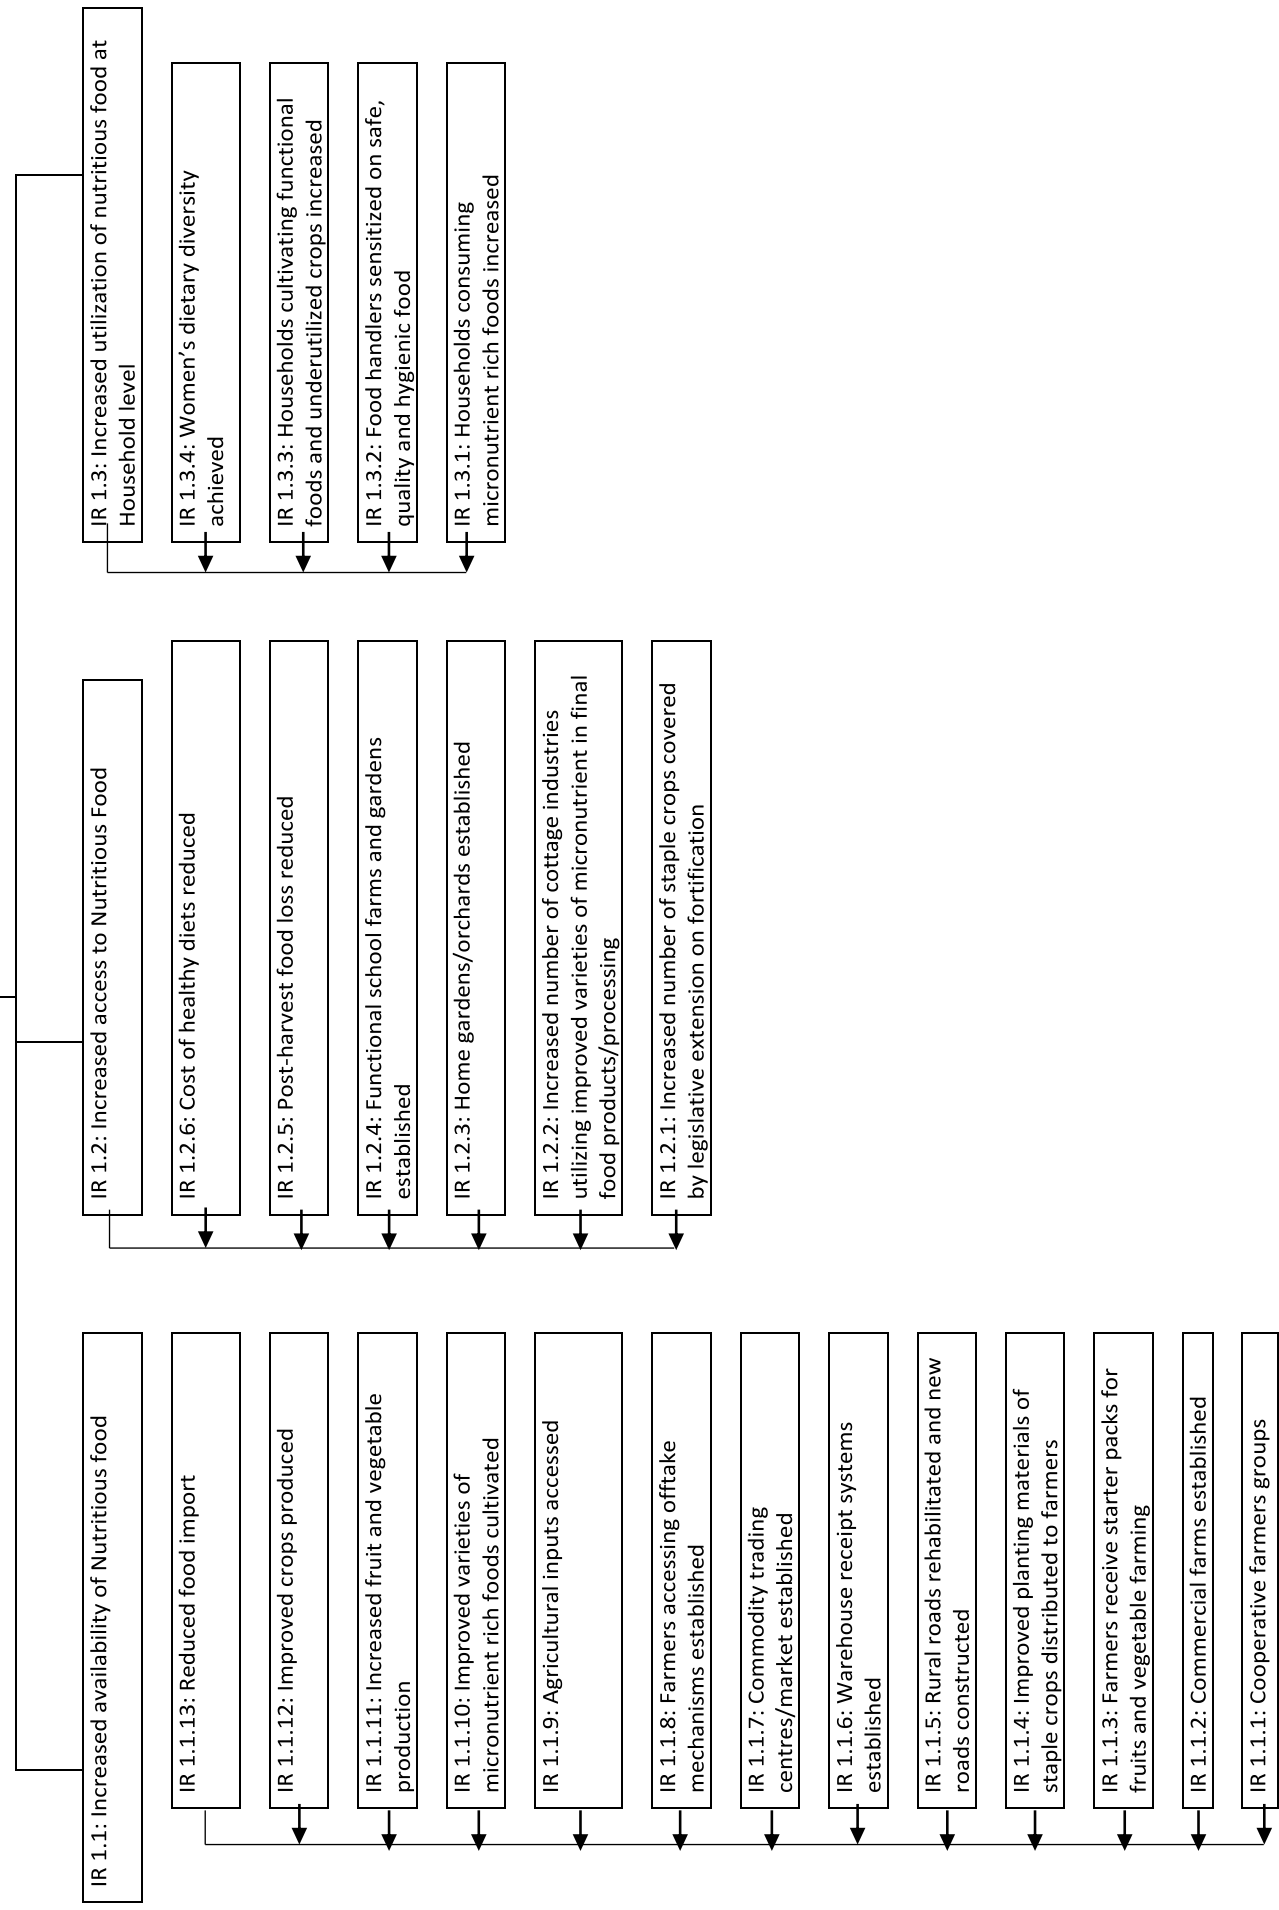 IR 1.1: Increased availability of Nutritious food
IR 1.1.13: Reduced food import
IR 1.1.12: Improved crops produced
IR 1.1.11: Increased fruit and vegetable
production
IR 1.1.10: Improved varieties of
micronutrient rich foods cultivated
IR 1.1.9: Agricultural inputs accessed
IR 1.1.8: Farmers accessing offtake
mechanisms established
IR 1.1.7: Commodity trading
centres/market established
IR 1.1.6: Warehouse receipt systems
established
IR 1.1.5: Rural roads rehabilitated and new
roads constructed
IR 1.1.4: Improved planting materials of
staple crops distributed to farmers
IR 1.1.3: Farmers receive starter packs for
fruits and vegetable farming
IR 1.1.2: Commercial farms established
IR 1.1.1: Cooperative farmers groups
IR 1.2: Increased access to Nutritious Food
IR 1.2.6: Cost of healthy diets reduced
IR 1.2.5: Post-harvest food loss reduced
IR 1.2.4: Functional school farms and gardens
established
IR 1.2.3: Home gardens/orchards established
IR 1.2.2: Increased number of cottage industries
utilizing improved varieties of micronutrient in final
food products/processing
IR 1.2.1: Increased number of staple crops covered
by legislative extension on fortification
IR 1.3: Increased utilization of nutritious food at
Household level
IR 1.3.4: Women's dietary diversity
achieved
IR 1.3.3: Households cultivating functional
foods and underutilized crops increased
IR 1.3.2: Food handlers sensitized on safe,
quality and hygienic food
IR 1.3.1: Households consuming
micronutrient rich foods increased